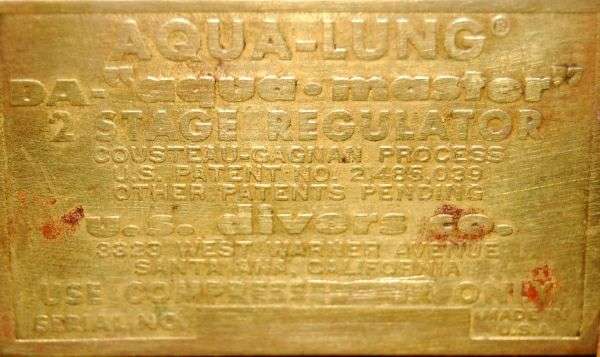 AQUA-LUNG®
DA-"aqua·master"
2 STAGE REGULATOR
COUSTEAU-GAGNAN PROCESS
U.S. PATENT NO. 2,485,039
OTHER PATENTS PENDING
u.s. divers co.
3323 WEST WARNER AVENUE
SANTA ANA, CALIFORNIA
USE COMPRESSED AIR ONLY
SERIAL NO.
MADE IN
U.S.A.